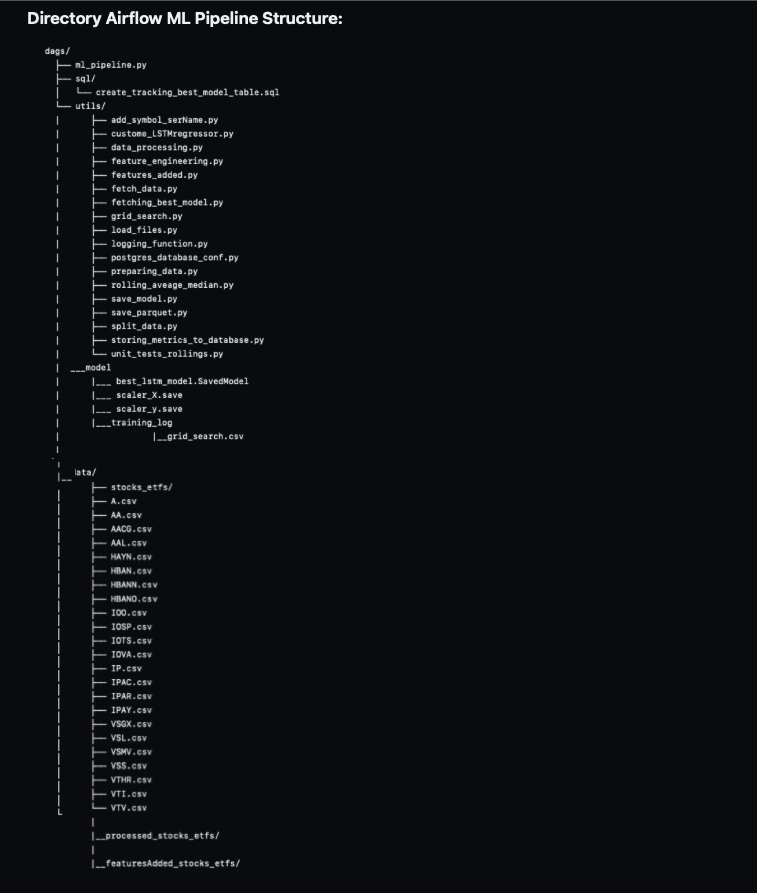 Directory Airflow ML Pipeline Structure:
dags/
├── ml_pipeline.py
├── sql/
│   └── create_tracking_best_model_table.sql
└── utils/
│       ├── add_symbol_serName.py
│       ├── custome_LSTMregressor.py
│       ├── data_processing.py
│       ├── feature_engineering.py
│       ├── features_added.py
│       ├── fetch_data.py
│       ├── fetching_best_model.py
│       ├── grid_search.py
│       ├── load_files.py
│       ├── logging_function.py
│       ├── postgres_database_conf.py
│       ├── preparing_data.py
│       ├── rolling_aveage_median.py
│       ├── save_model.py
│       ├── save_parquet.py
│       ├── split_data.py
│       ├── storing_metrics_to_database.py
│       └── unit_tests_rollings.py
│  ___model
│       |___ best_lstm_model.SavedModel
│       |___ scaler_X.save
│       |___ scaler_y.save
│       |___training_log
│                 |__grid_search.csv
|__ ata/
│       ├── stocks_etfs/
│       ├── A.csv
│       ├── AA.csv
│       ├── AACG.csv
│       ├── AAL.csv
│       ├── HAYN.csv
│       ├── HBAN.csv
│       ├── HBANN.csv
│       ├── HBANO.csv
│       ├── IOO.csv
│       ├── IOSP.csv
│       ├── IOTS.csv
│       ├── IOVA.csv
│       ├── IP.csv
│       ├── IPAC.csv
│       ├── IPAR.csv
│       ├── IPAY.csv
│       ├── VSGX.csv
│       ├── VSL.csv
│       ├── VSMV.csv
│       ├── VSS.csv
│       ├── VTHR.csv
│       ├── VTI.csv
│       └── VTV.csv
|__processed_stocks_etfs/
|__featuresAdded_stocks_etfs/